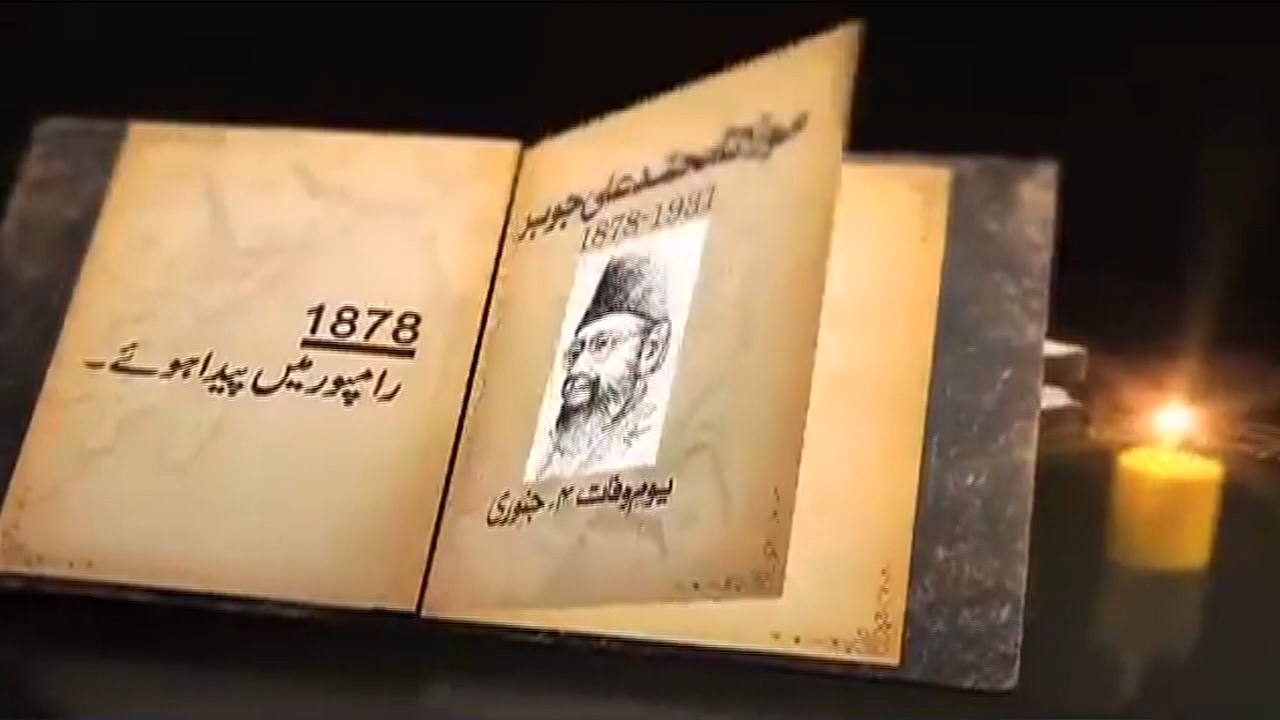 1878
رامپور میں پیدا ہوئے۔
مولانا محمد علی جوہر
1878-1931
یوم وفات ۴۔ جنوری